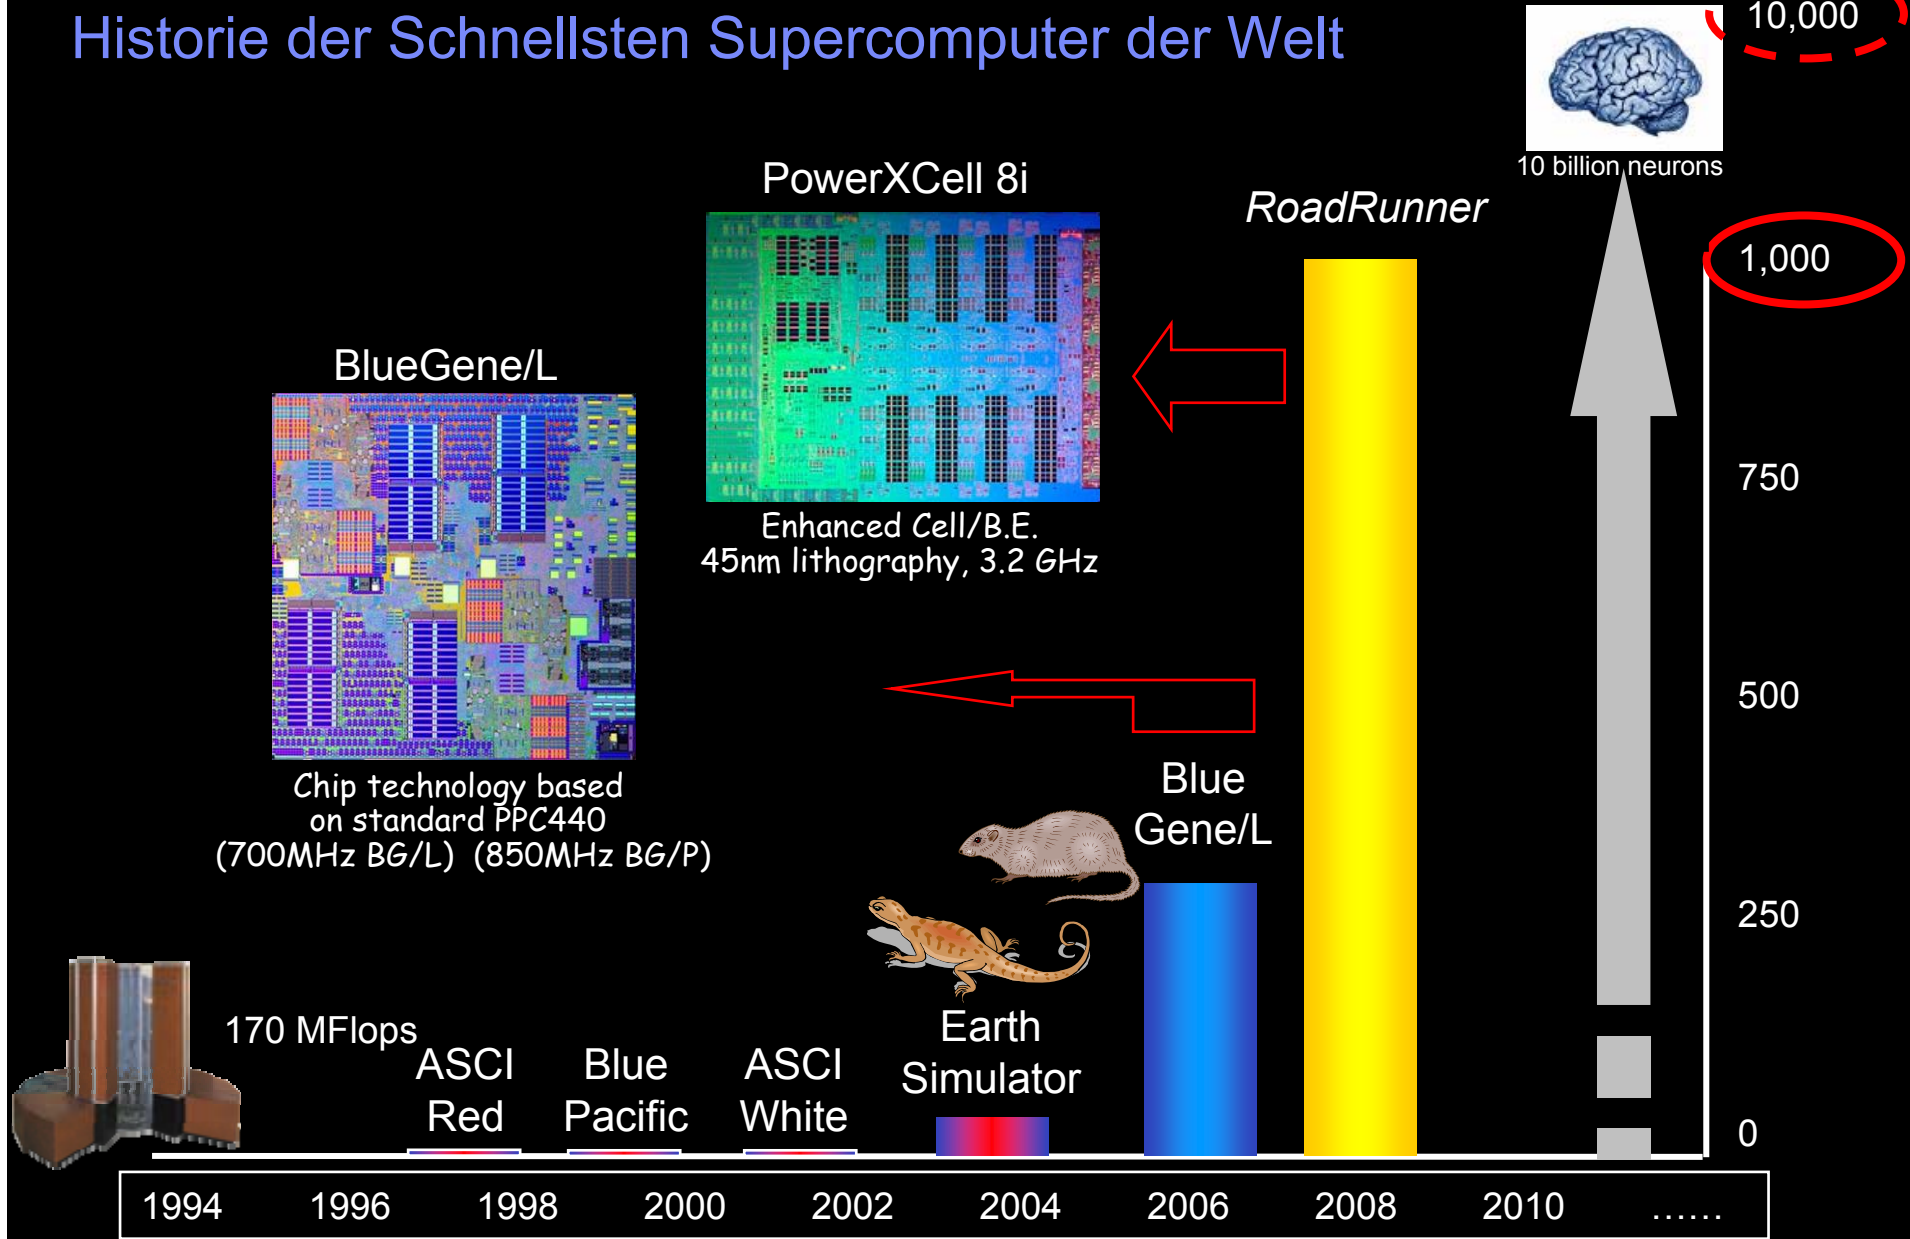 Historie der Schnellsten Supercomputer der Welt
10,000
10 billion neurons
PowerXCell 8i
RoadRunner
1,000
BlueGene/L
750
Enhanced Cell/B.E.
45nm lithography, 3.2 GHz
500
Chip technology based
on standard PPC440
(700MHz BG/L) (850MHz BG/P)
Blue
Gene/L
250
170 MFlops
ASCI
Red
Blue
Pacific
ASCI
White
Earth
Simulator
0
1994 1996 1998 2000 2002 2004 2006 2008 2010 ......